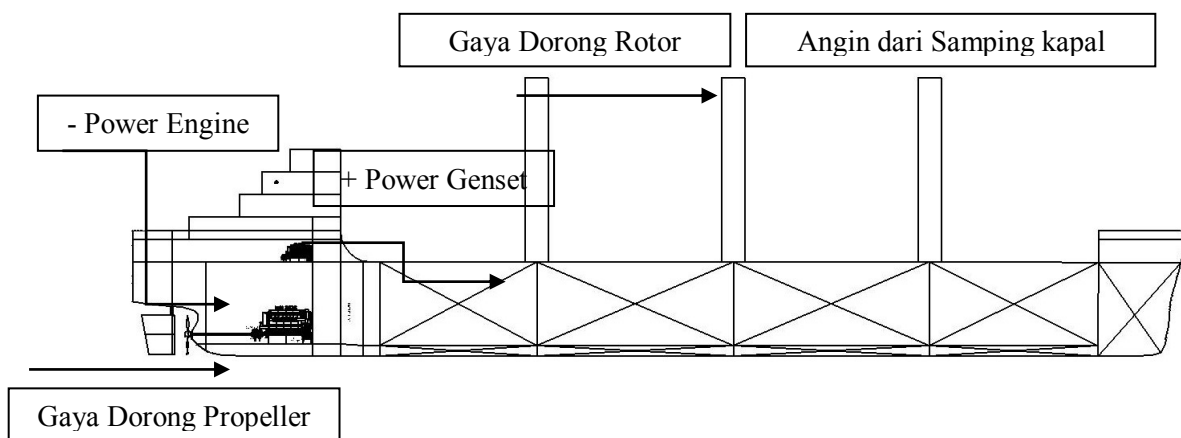 Gaya Dorong Rotor
Angin dari Samping kapal
- Power Engine
+ Power Genset
Gaya Dorong Propeller